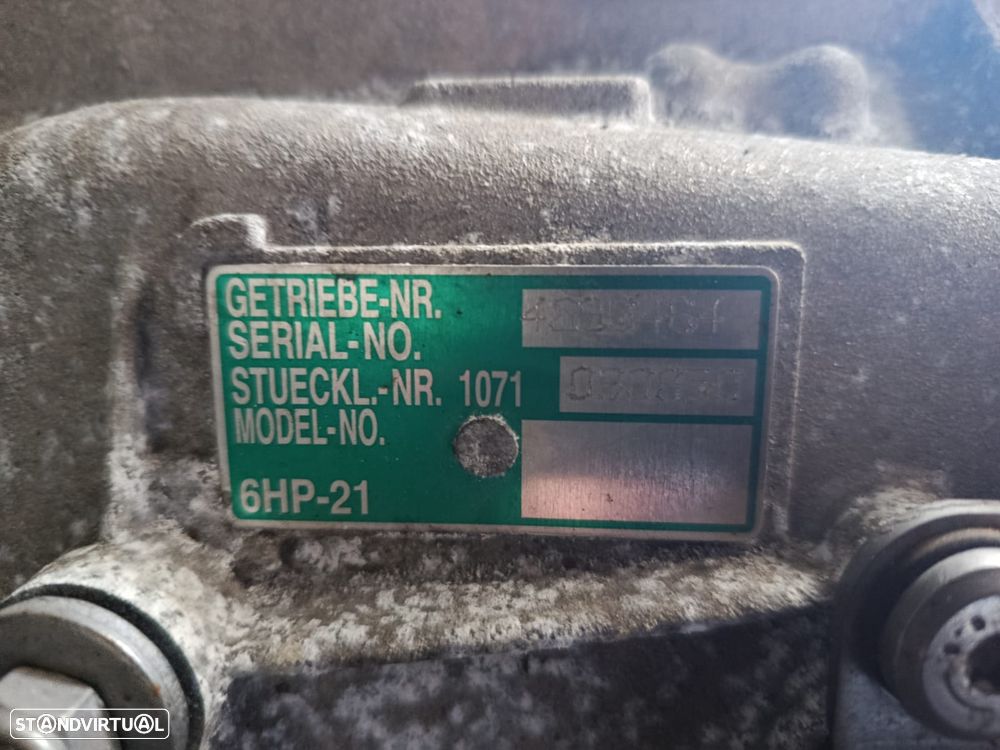 GETRIEBE-NR.
SERIAL-NO.
STUECKL.-NR. 1071
MODEL-NO.
6HP-21
STANDVIRTUAL